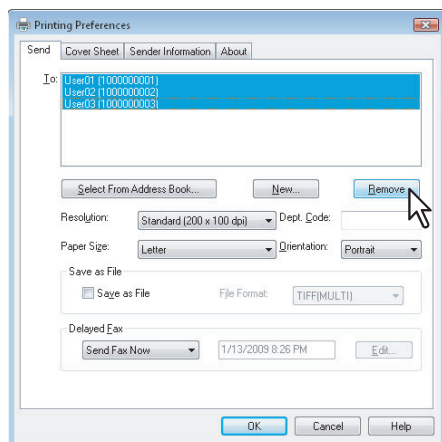 Printing Preferences
Send Cover Sheet Sender Information About
To: User01 (1000000001)
User02 (1000000002)
User03 (1000000003)
Select From Address Book... New... Remove
Resolution: Standard (200 x 100 dpi) Dept. Code:
Paper Size: Letter Orientation: Portrait
Save as File
Save as File File Format: TIFF(MULTI)
Delayed Fax
Send Fax Now 1/13/2009 8:26 PM Edit...
OK Cancel Help